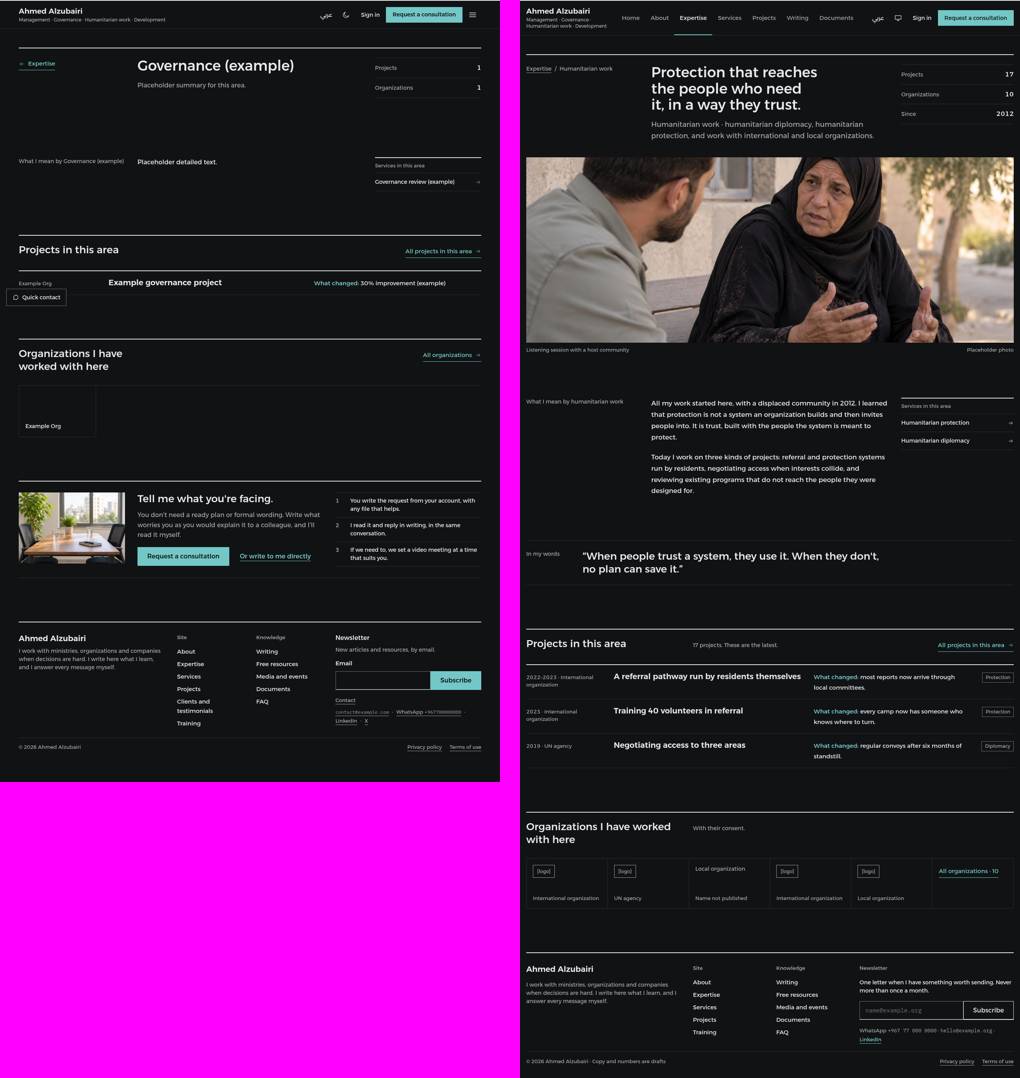 Ahmed Alzubairi
Management · Governance · Humanitarian work · Development
عربي
Sign in
Request a consultation
← Expertise
Governance (example)
Placeholder summary for this area.
Projects 1
Organizations 1
What I mean by Governance (example)
Placeholder detailed text.
Services in this area
Governance review (example) →
Projects in this area
All projects in this area →
Example Org
Example governance project
What changed: 30% improvement (example)
Quick contact
Organizations I have
worked with here
All organizations →
Example Org
Tell me what you're facing.
You don't need a ready plan or formal wording. Write what
worries you as you would explain it to a colleague, and I'll
read it myself.
Request a consultation
Or write to me directly
1 You write the request from your account, with
any file that helps.
2 I read it and reply in writing, in the same
conversation.
3 If we need to, we set a video meeting at a time
that suits you.
Ahmed Alzubairi
I work with ministries, organizations and companies
when decisions are hard. I write here what I learn,
and I answer every message myself.
Site
About
Expertise
Services
Projects
Clients and
testimonials
Training
Knowledge
Writing
Free resources
Media and events
Documents
FAQ
Newsletter
New articles and resources, by email.
Email
Subscribe
Contact
contact@example.com · WhatsApp +967700000000 ·
LinkedIn · X
© 2026 Ahmed Alzubairi
Privacy policy
Terms of use
Ahmed Alzubairi
Management · Governance ·
Humanitarian work · Development
Home
About
Expertise
Services
Projects
Writing
Documents
عربي
Sign in
Request a consultation
Expertise / Humanitarian work
Protection that reaches
the people who need
it, in a way they trust.
Humanitarian work · humanitarian diplomacy, humanitarian
protection, and work with international and local organizations.
Projects 17
Organizations 10
Since 2012
Listening session with a host community
Placeholder photo
What I mean by humanitarian work
All my work started here, with a displaced community in 2012. I learned
that protection is not a system an organization builds and then invites
people into. It is trust, built with the people the system is meant to
protect.
Today I work on three kinds of projects: referral and protection systems
run by residents, negotiating access when interests collide, and
reviewing existing programs that do not reach the people they were
designed for.
Services in this area
Humanitarian protection →
Humanitarian diplomacy →
In my words
“When people trust a system, they use it. When they don't,
no plan can save it.”
Projects in this area
17 projects. These are the latest.
All projects in this area →
2022-2023 · International
organization
A referral pathway run by residents themselves
What changed: most reports now arrive through
local committees.
Protection
2023 · International
organization
Training 40 volunteers in referral
What changed: every camp now has someone who
knows where to turn.
Protection
2019 · UN agency
Negotiating access to three areas
What changed: regular convoys after six months of
standstill.
Diplomacy
Organizations I have worked
with here
With their consent.
[logo]
International organization
[logo]
UN agency
Local organization
Name not published
[logo]
International organization
[logo]
Local organization
All organizations · 10
Ahmed Alzubairi
I work with ministries, organizations and companies
when decisions are hard. I write here what I learn, and I
answer every message myself.
Site
About
Expertise
Services
Projects
Training
Knowledge
Writing
Free resources
Media and events
Documents
FAQ
Newsletter
One letter when I have something worth sending. Never
more than once a month.
name@example.org
Subscribe
WhatsApp +967 77 000 0000 · hello@example.org ·
LinkedIn
© 2026 Ahmed Alzubairi · Copy and numbers are drafts
Privacy policy
Terms of use